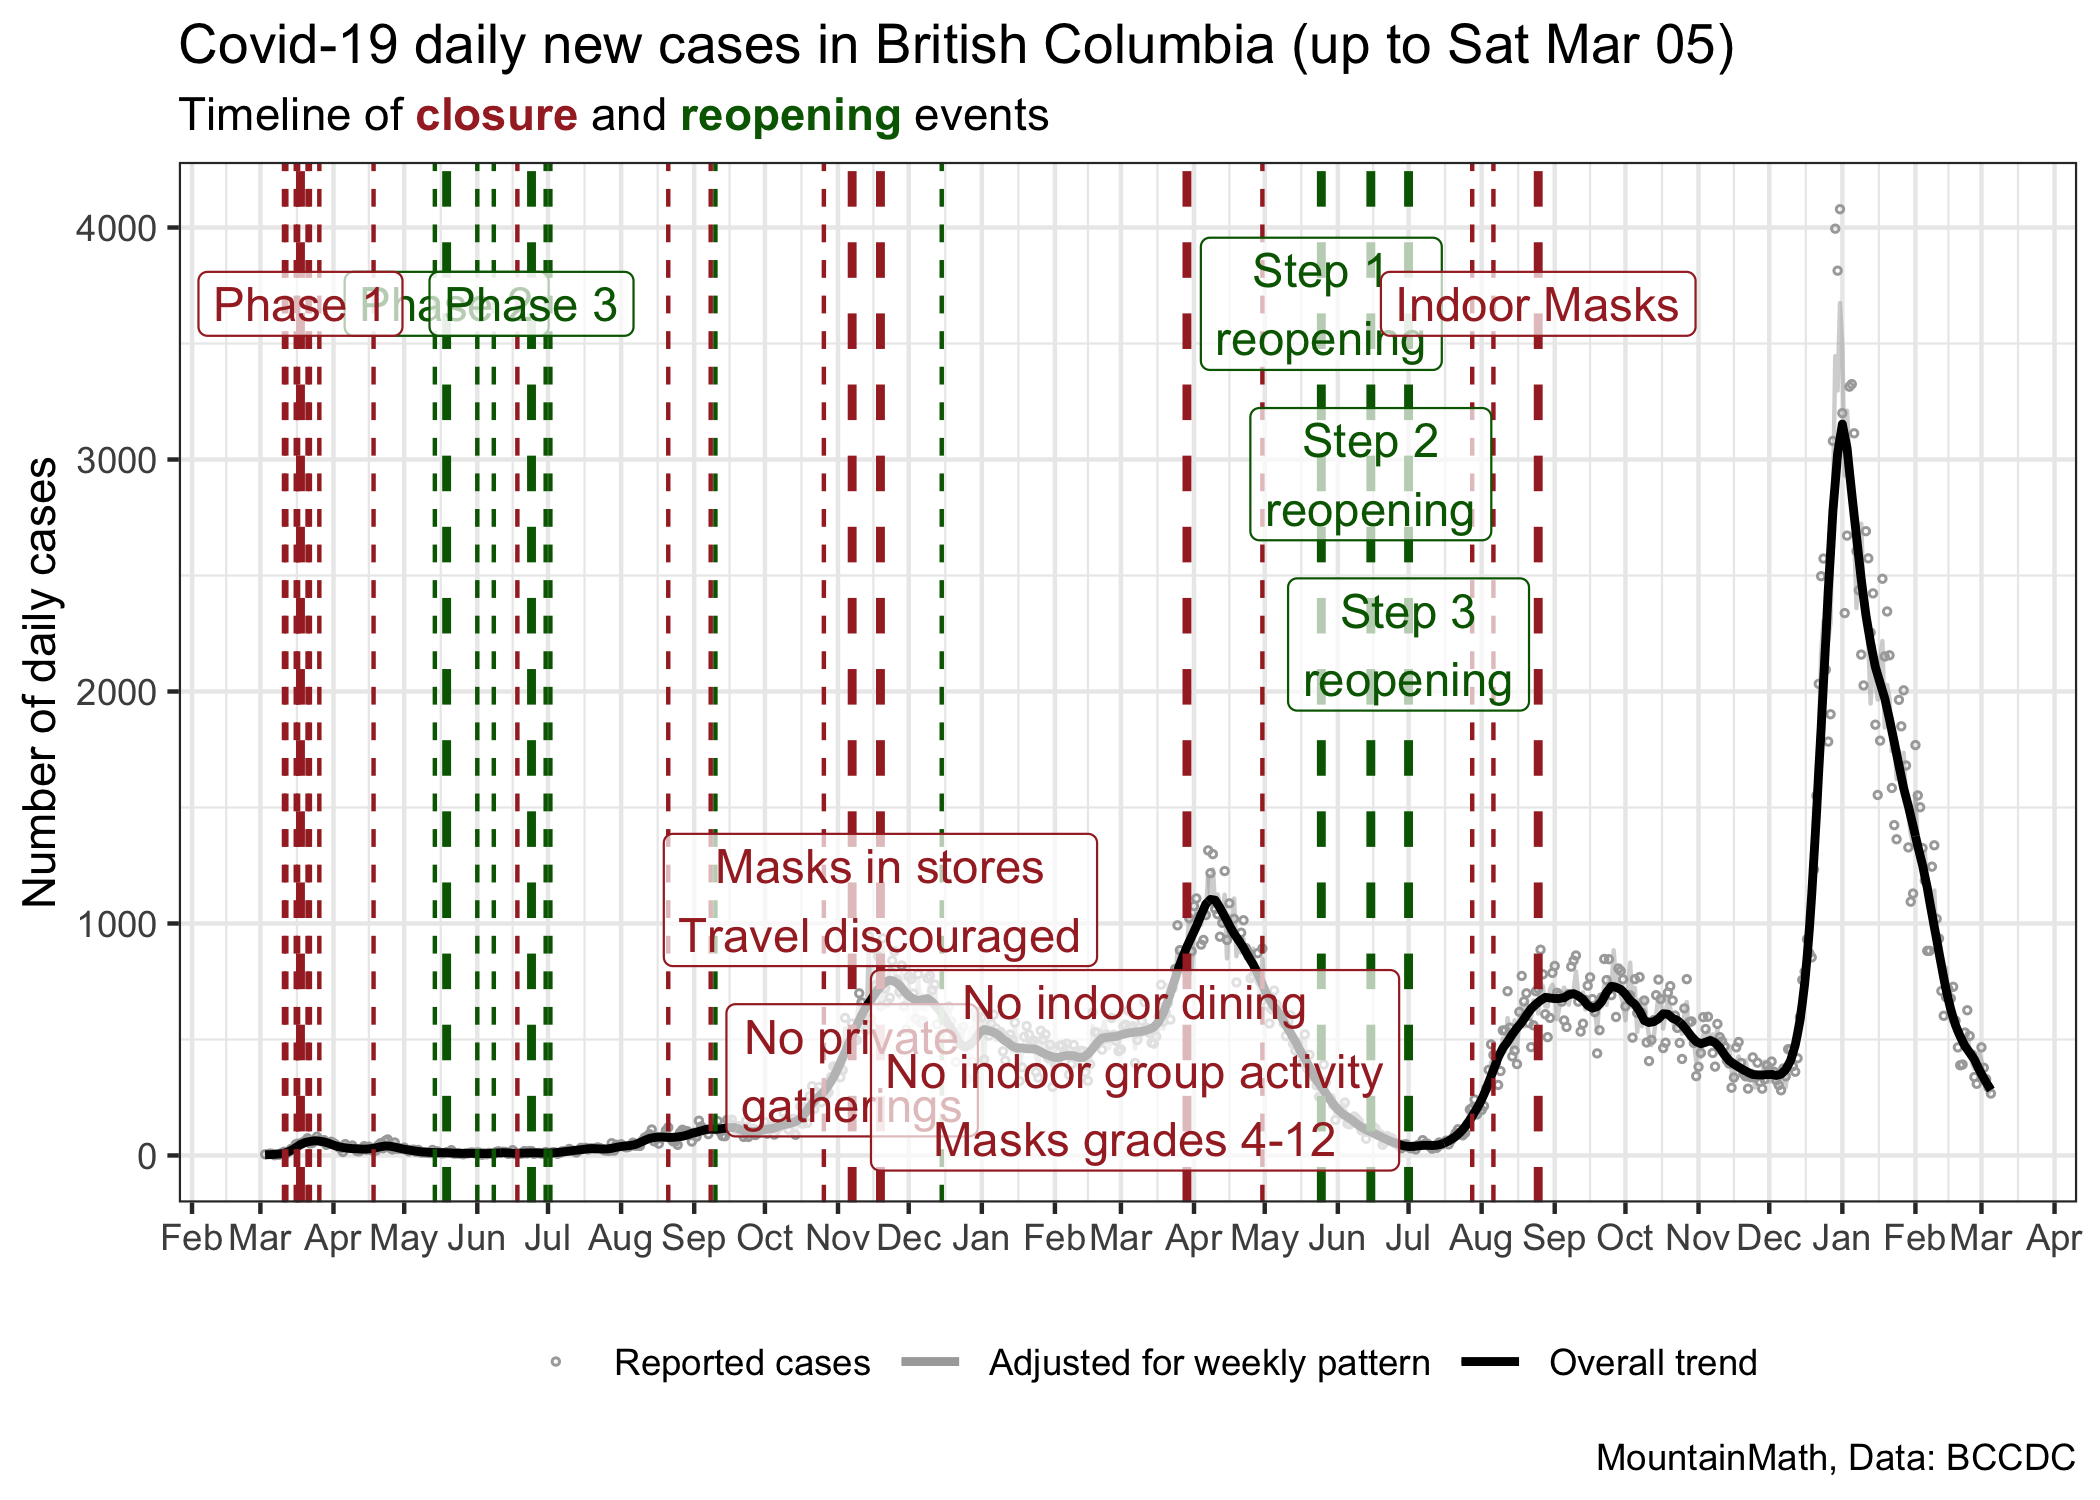 Covid-19 daily new cases in British Columbia (up to Sat Mar 05)
Timeline of closure and reopening events
Number of daily cases
4000
3000
2000
1000
0
Phase 1
Phase 2
Phase 3
Step 1
reopening
Indoor Masks
Step 2
reopening
Step 3
reopening
Masks in stores
Travel discouraged
No private
gatherings
No indoor dining
No indoor group activity
Masks grades 4-12
Feb Mar Apr May Jun Jul Aug Sep Oct Nov Dec Jan Feb Mar Apr May Jun Jul Aug Sep Oct Nov Dec Jan Feb Mar Apr
Reported cases Adjusted for weekly pattern Overall trend
MountainMath, Data: BCCDC